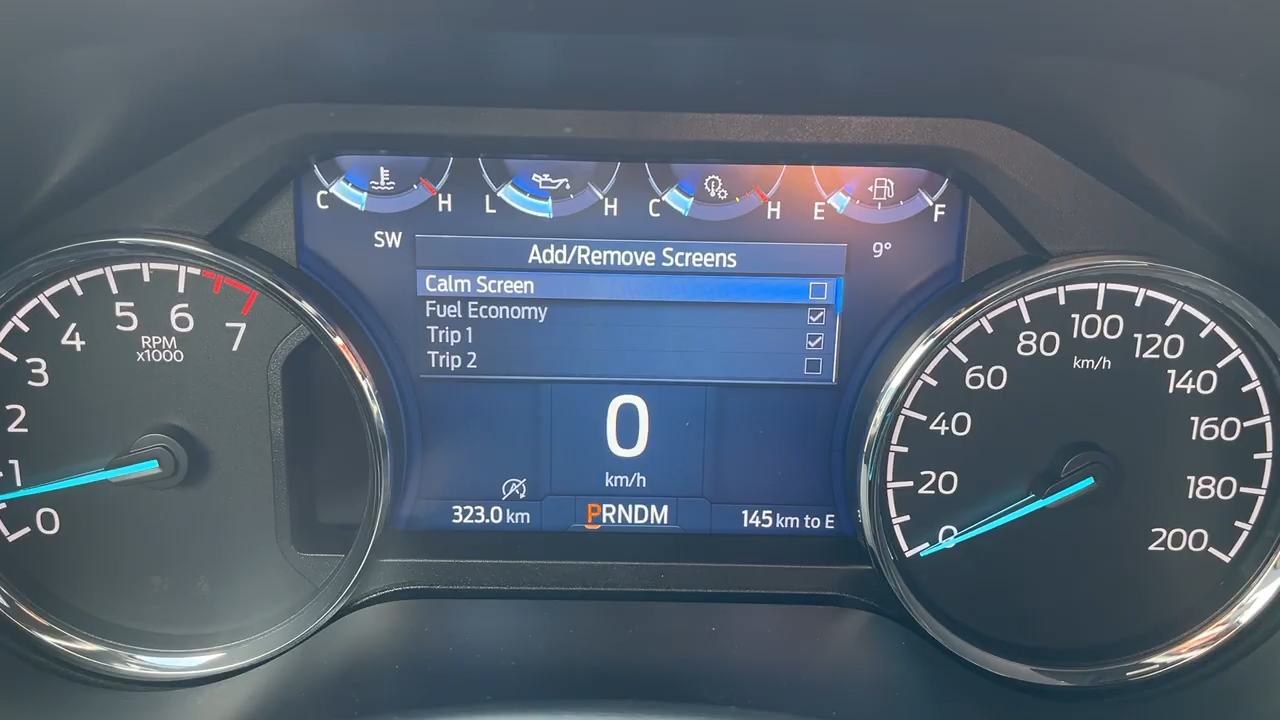 C H L H C H E F
SW
9°
Add/Remove Screens
Calm Screen
Fuel Economy
Trip 1
Trip 2
0
km/h
323.0 km
PRNDM
145 km to E
0
1
2
3
4
5
6
7
RPM
x1000
0
20
40
60
80
100
120
140
160
180
200
km/h